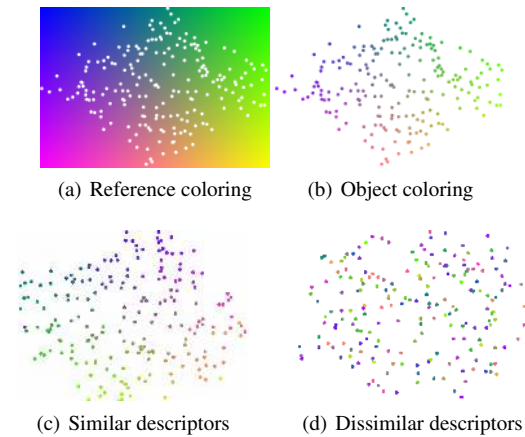 (a) Reference coloring
(b) Object coloring
(c) Similar descriptors
(d) Dissimilar descriptors